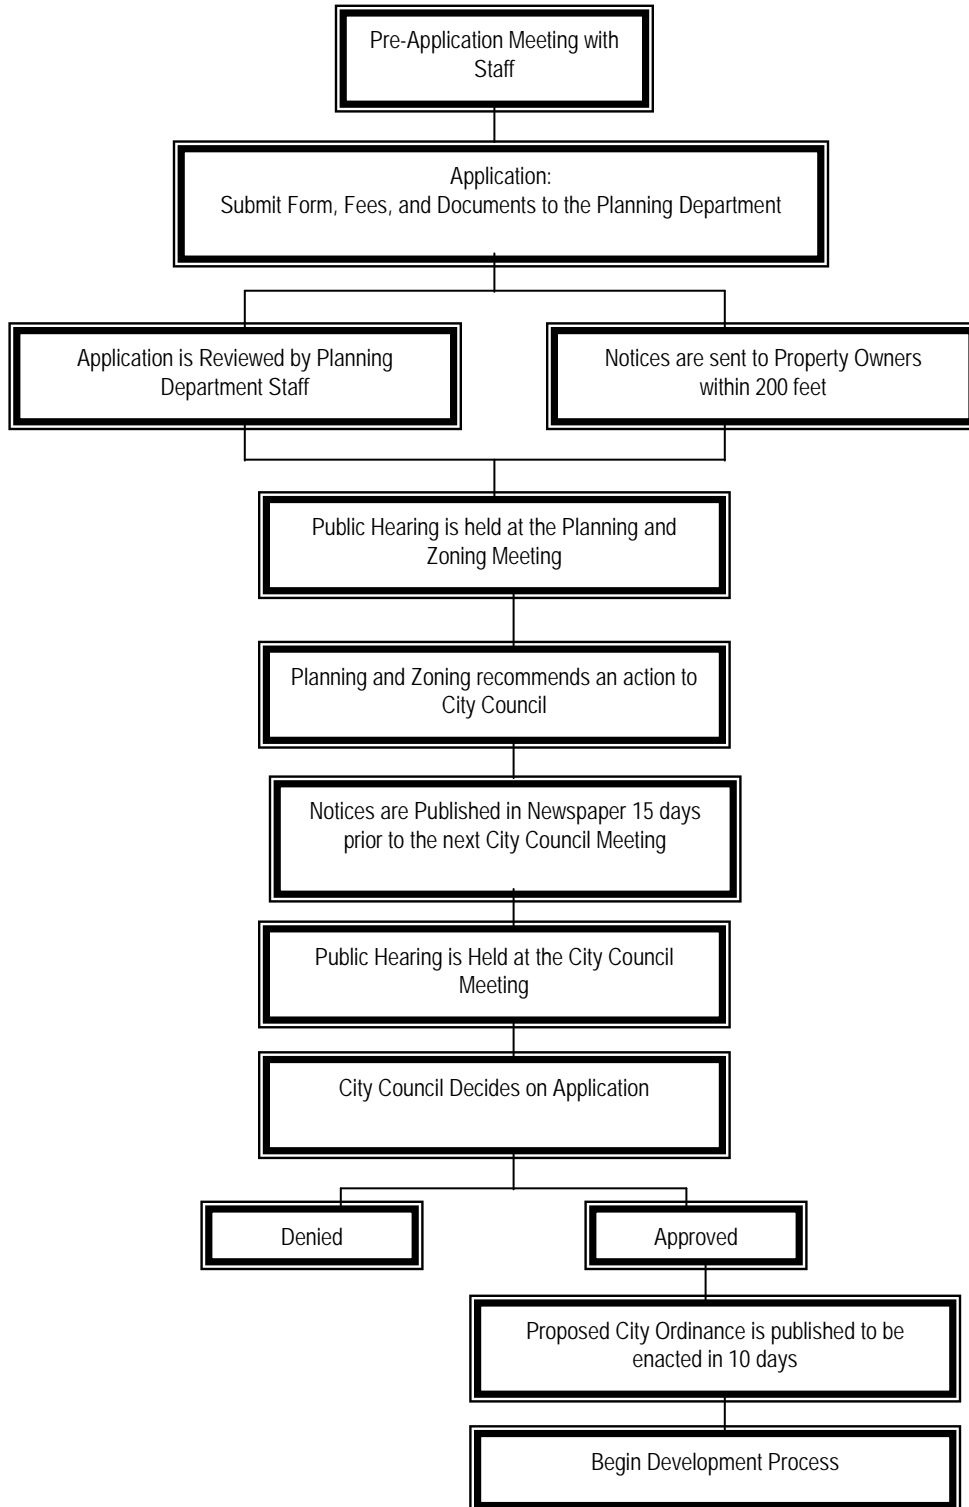 Pre-Application Meeting with
Staff
Application:
Submit Form, Fees, and Documents to the Planning Department
Application is Reviewed by Planning
Department Staff
Notices are sent to Property Owners
within 200 feet
Public Hearing is held at the Planning and
Zoning Meeting
Planning and Zoning recommends an action to
City Council
Notices are Published in Newspaper 15 days
prior to the next City Council Meeting
Public Hearing is Held at the City Council
Meeting
City Council Decides on Application
Denied
Approved
Proposed City Ordinance is published to be
enacted in 10 days
Begin Development Process